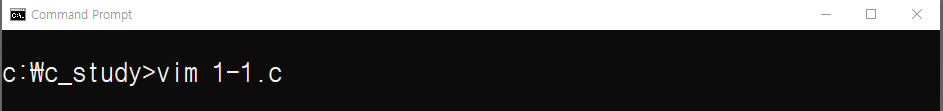 Command Prompt
c:₩c_study>vim 1-1.c